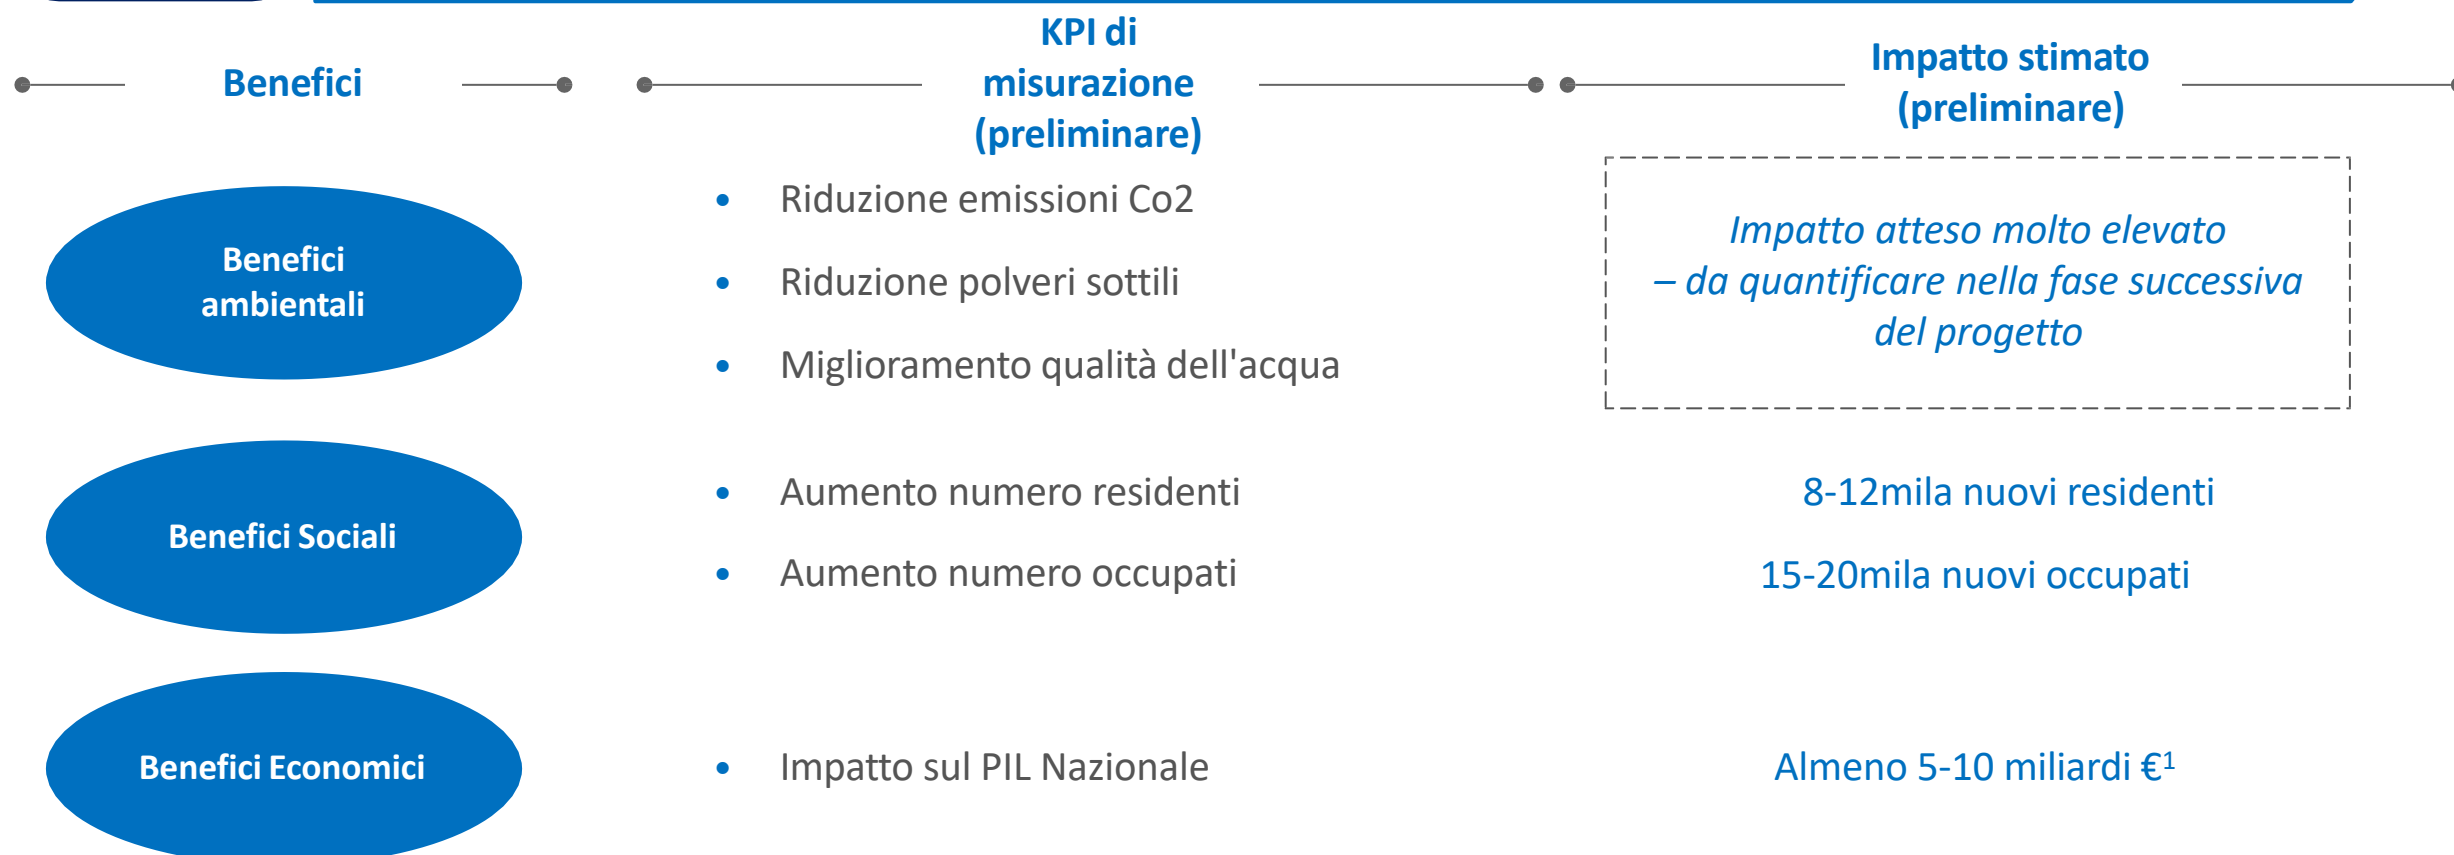 Benefici
KPI di
misurazione
(preliminare)
Impatto stimato
(preliminare)
Benefici
ambientali
• Riduzione emissioni Co2
• Riduzione polveri sottili
• Miglioramento qualità dell'acqua
Impatto atteso molto elevato
– da quantificare nella fase successiva
del progetto
Benefici Sociali
• Aumento numero residenti
8-12mila nuovi residenti
• Aumento numero occupati
15-20mila nuovi occupati
Benefici Economici
• Impatto sul PIL Nazionale
Almeno 5-10 miliardi €¹